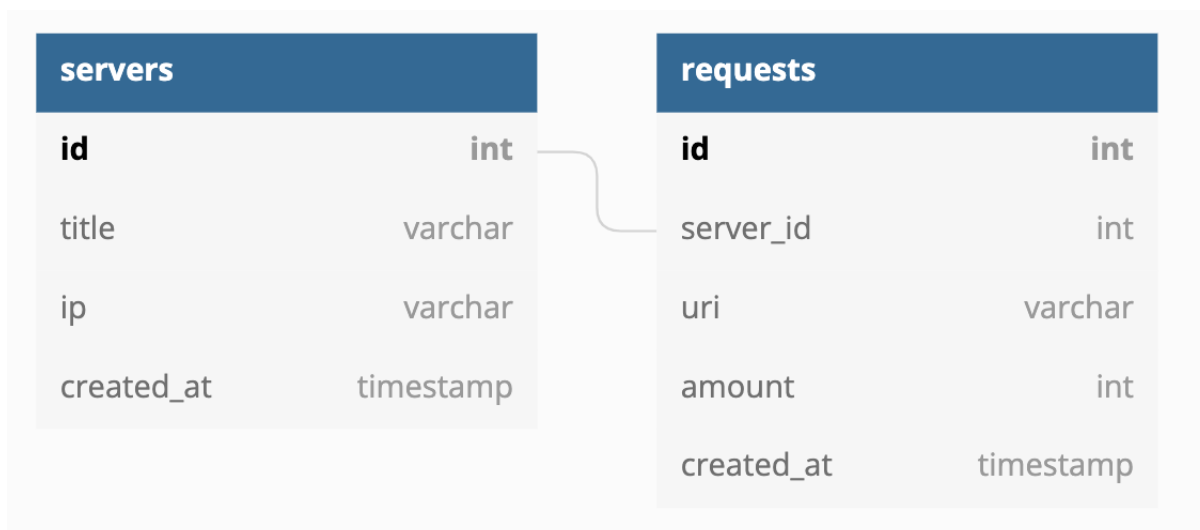 servers
id int
title varchar
ip varchar
created_at timestamp
requests
id int
server_id int
uri varchar
amount int
created_at timestamp